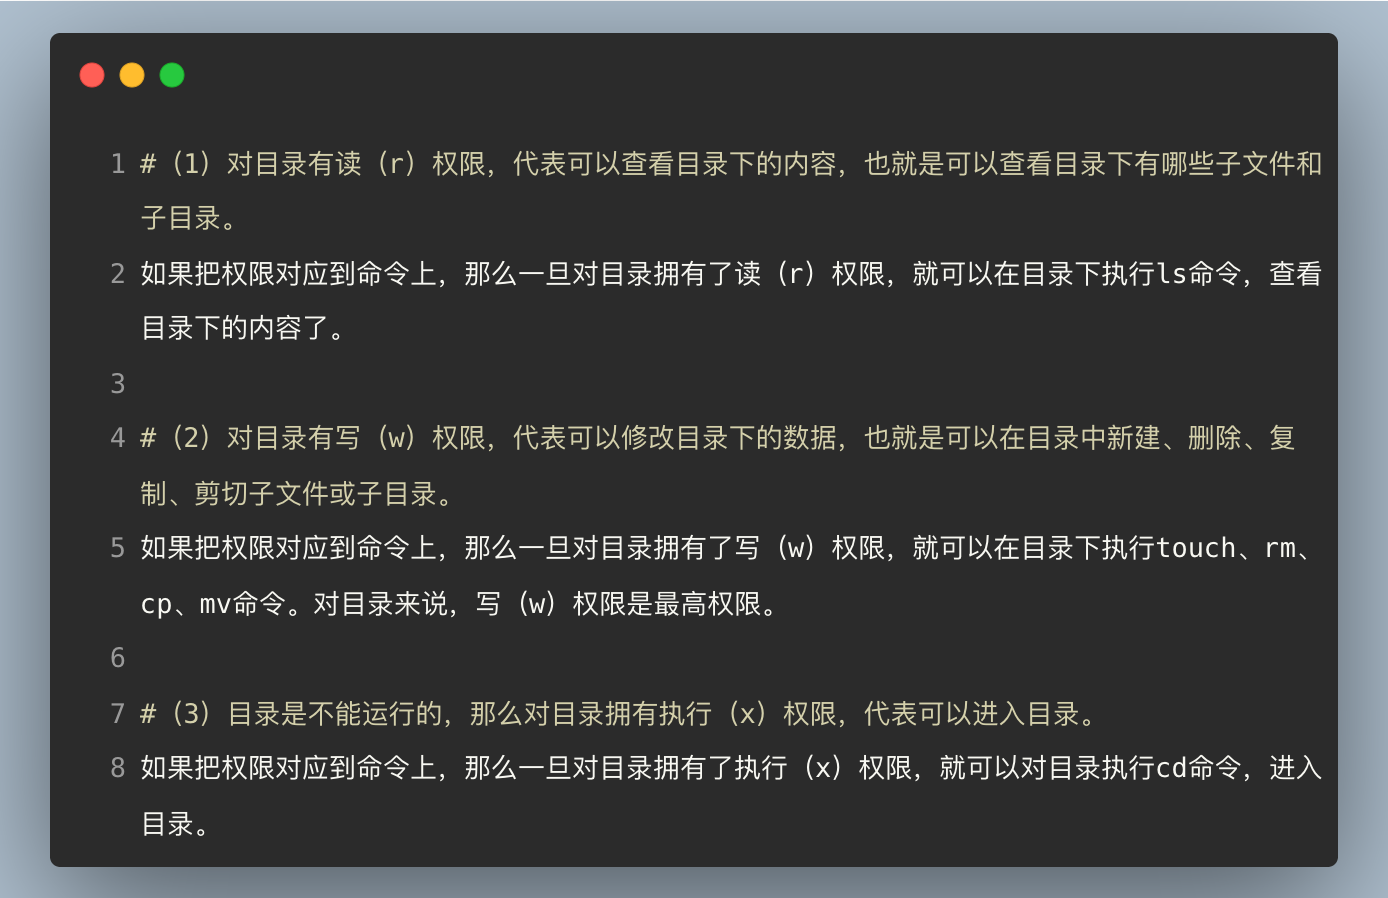 1 #（1）对目录有读（r）权限，代表可以查看目录下的内容，也就是可以查看目录下有哪些子文件和
子目录。
2 如果把权限对应到命令上，那么一旦对目录拥有了读（r）权限，就可以在目录下执行ls命令，查看
目录下的内容了。
3
4 #（2）对目录有写（w）权限，代表可以修改目录下的数据，也就是可以在目录中新建、删除、复
制、剪切子文件或子目录。
5 如果把权限对应到命令上，那么一旦对目录拥有了写（w）权限，就可以在目录下执行touch、rm、
cp、mv命令。对目录来说，写（w）权限是最高权限。
6
7 #（3）目录是不能运行的，那么对目录拥有执行（x）权限，代表可以进入目录。
8 如果把权限对应到命令上，那么一旦对目录拥有了执行（x）权限，就可以对目录执行cd命令，进入
目录。